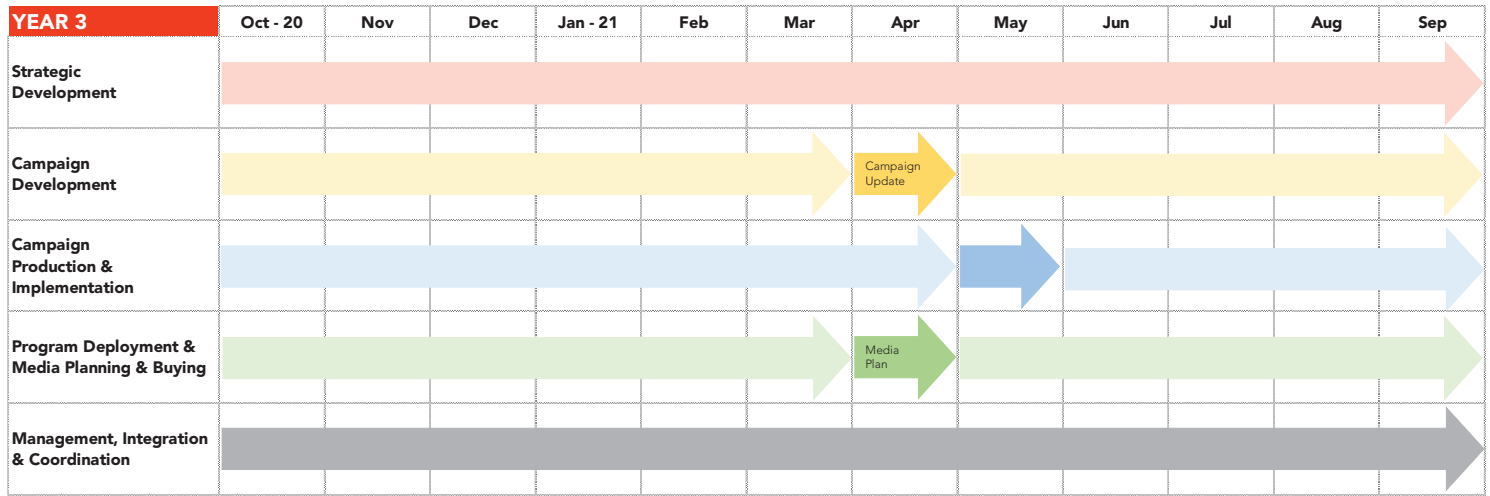 YEAR 3 Oct - 20 Nov Dec Jan - 21 Feb Mar Apr May Jun Jul Aug Sep
Strategic
Development
Campaign
Development
Campaign
Update
Campaign
Production &
Implementation
Program Deployment &
Media Planning & Buying
Media
Plan
Management, Integration
& Coordination